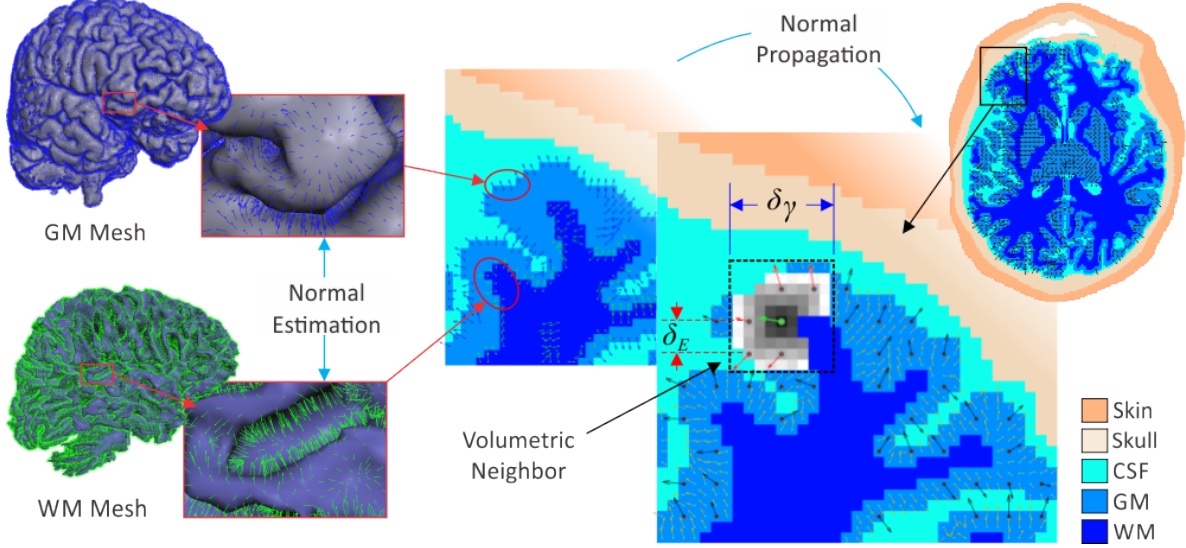 GM Mesh
Normal
Estimation
WM Mesh
Normal
Propagation
δγ
δE
Volumetric
Neighbor
Skin
Skull
CSF
GM
WM